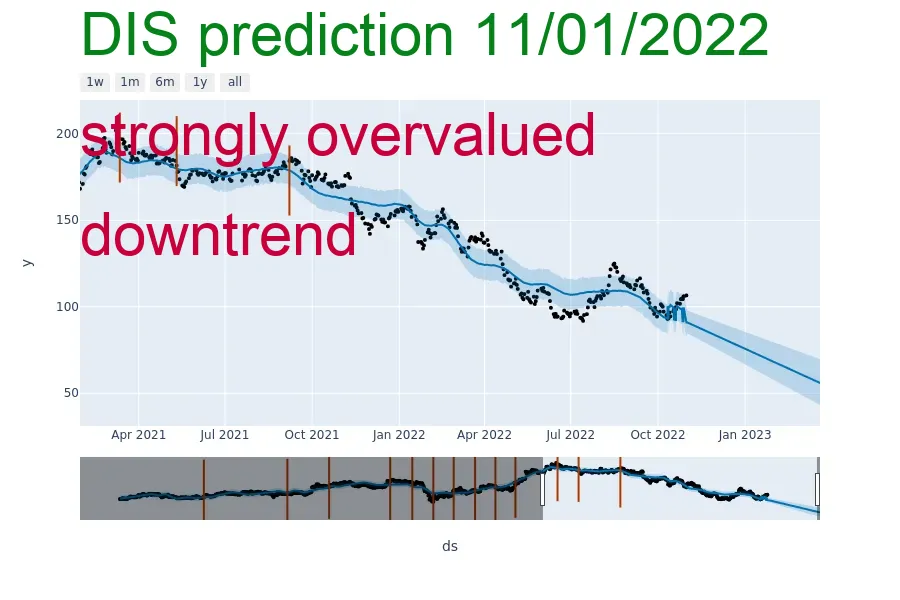 DIS prediction 11/01/2022
1w 1m 6m 1y all
strongly overvalued
downtrend
200
150
100
50
y
Apr 2021 Jul 2021 Oct 2021 Jan 2022 Apr 2022 Jul 2022 Oct 2022 Jan 2023
ds